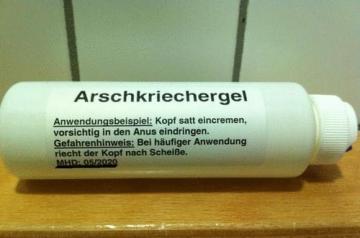 Arschkriechergel
Anwendungsbeispiel: Kopf satt eincremen,
vorsichtig in den Anus eindringen.
Gefahrenhinweis: Bei häufiger Anwendung
riecht der Kopf nach Scheiße.
MHD: 05/2020